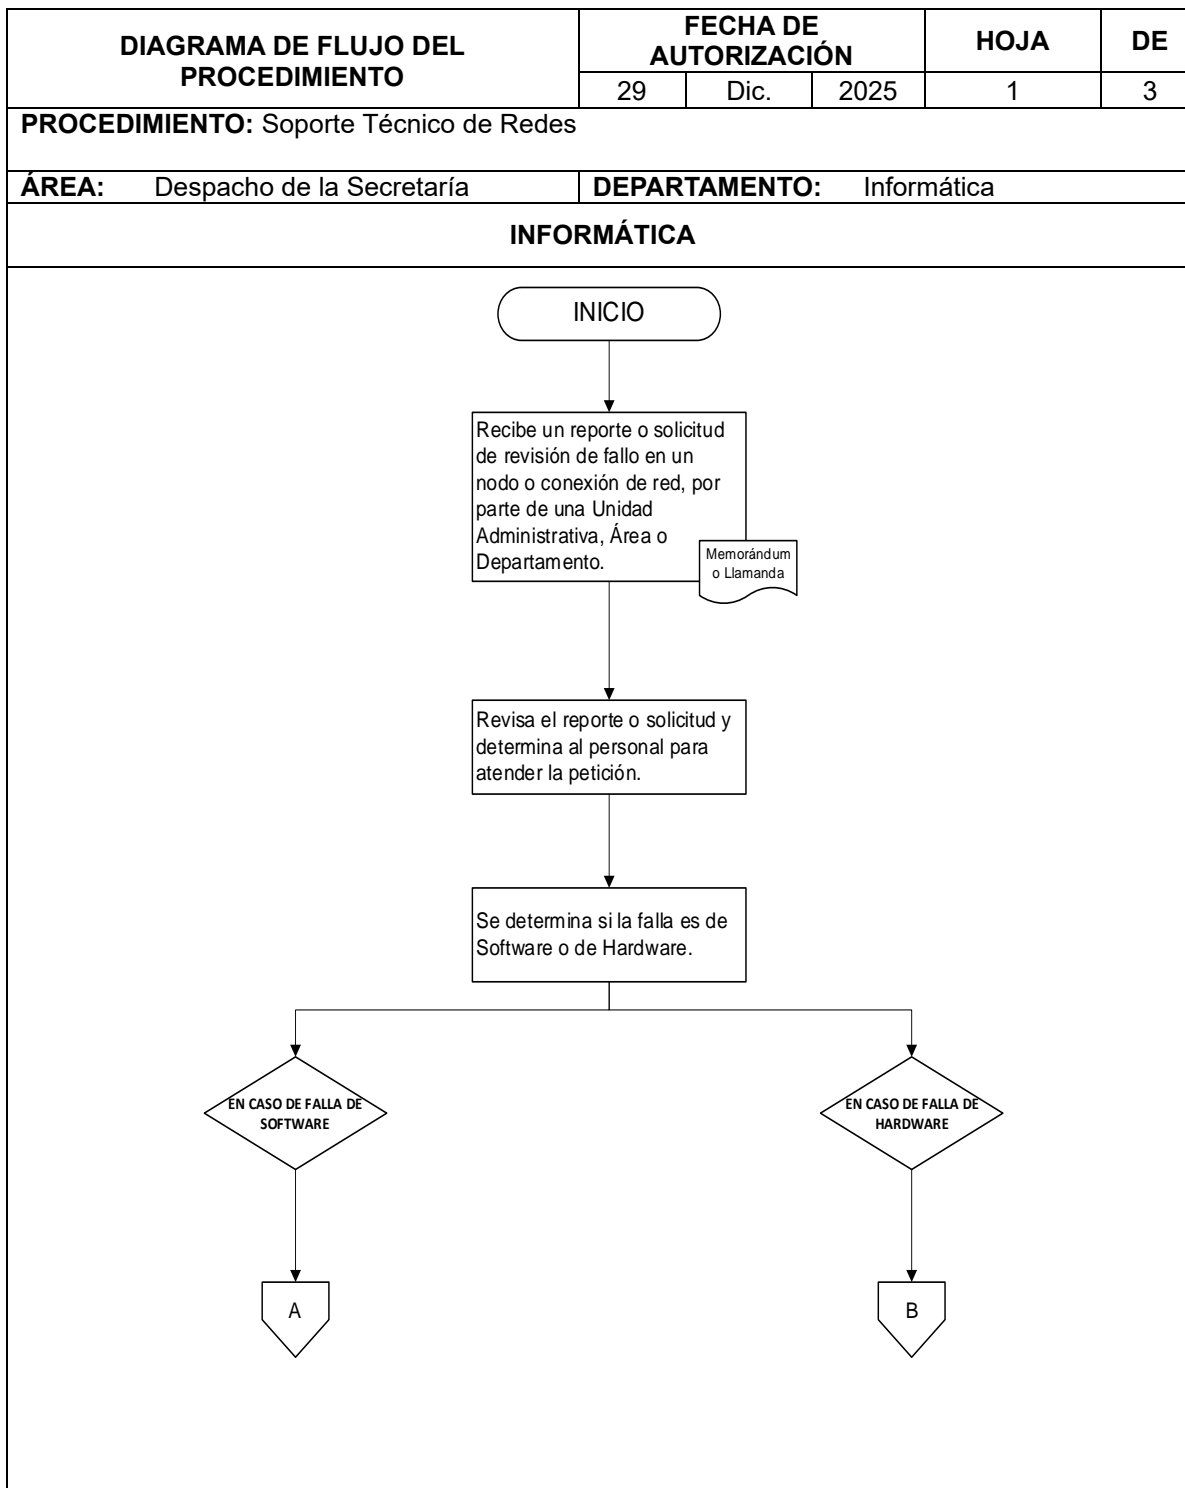 DIAGRAMA DE FLUJO DEL
PROCEDIMIENTO
FECHA DE
AUTORIZACIÓN
HOJA
DE
29
Dic.
2025
1
3
PROCEDIMIENTO: Soporte Técnico de Redes
ÁREA: Despacho de la Secretaría
DEPARTAMENTO: Informática
INFORMÁTICA
INICIO
Recibe un reporte o solicitud
de revisión de fallo en un
nodo o conexión de red, por
parte de una Unidad
Administrativa, Área o
Departamento.
Memorándum
o Llamanda
Revisa el reporte o solicitud y
determina al personal para
atender la petición.
Se determina si la falla es de
Software o de Hardware.
EN CASO DE FALLA DE
SOFTWARE
EN CASO DE FALLA DE
HARDWARE
A
B